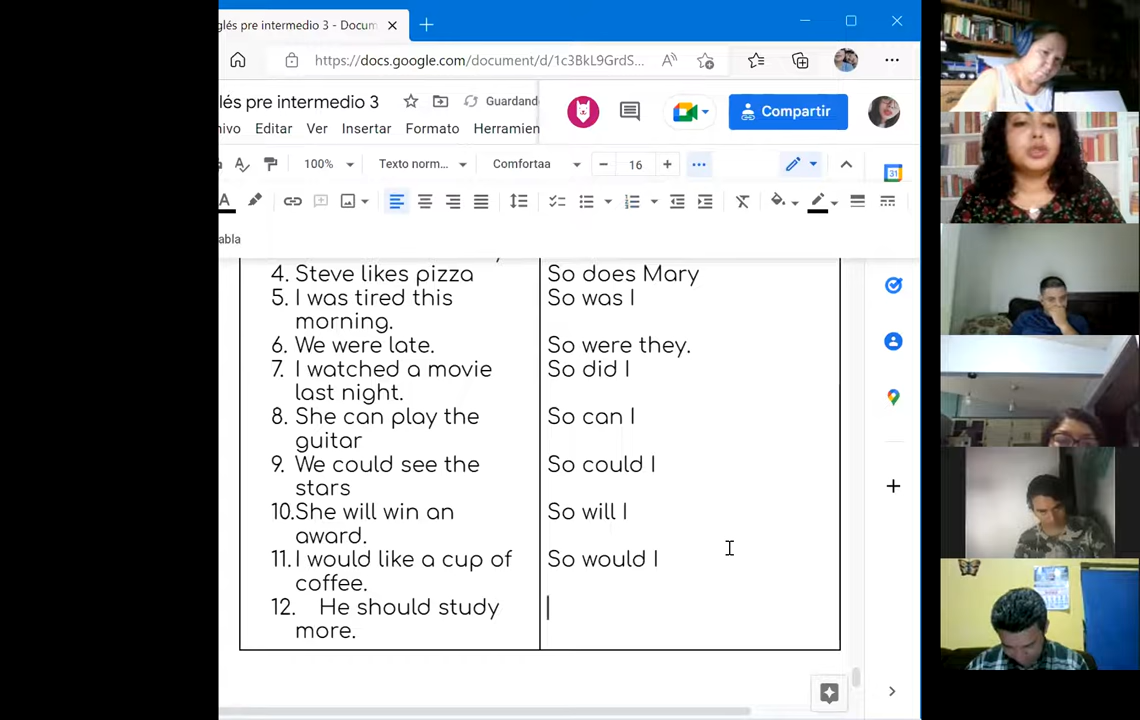 glés pre intermedio 3 - Docum
https://docs.google.com/document/d/1c3BkL9GrdS...
glés pre intermedio 3
Guardando
ivo Editar Ver Insertar Formato Herramien
Compartir
100% Texto norm... Comfortaa 16
31
A
abla
4. Steve likes pizza
So does Mary
5. I was tired this
morning.
So was I
6. We were late.
So were they.
7. I watched a movie
last night.
So did I
8. She can play the
guitar
So can I
9. We could see the
stars
So could I
10. She will win an
award.
So will I
11. I would like a cup of
coffee.
So would I
12. He should study
more.